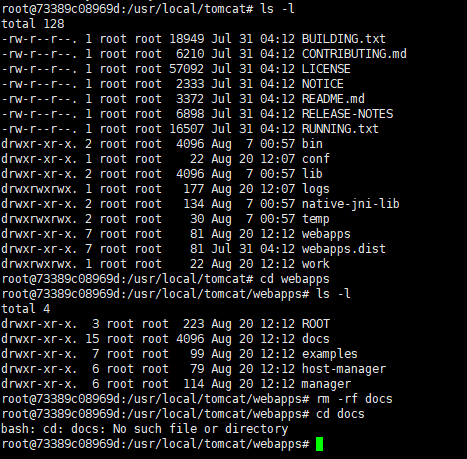 root@73389c08969d:/usr/local/tomcat# ls -l
total 128
-rw-r--r--. 1 root root 18949 Jul 31 04:12 BUILDING.txt
-rw-r--r--. 1 root root  6210 Jul 31 04:12 CONTRIBUTING.md
-rw-r--r--. 1 root root 57092 Jul 31 04:12 LICENSE
-rw-r--r--. 1 root root  2333 Jul 31 04:12 NOTICE
-rw-r--r--. 1 root root  3372 Jul 31 04:12 README.md
-rw-r--r--. 1 root root  6898 Jul 31 04:12 RELEASE-NOTES
-rw-r--r--. 1 root root 16507 Jul 31 04:12 RUNNING.txt
drwxr-xr-x. 2 root root  4096 Aug  7 00:57 bin
drwxr-xr-x. 1 root root    22 Aug 20 12:07 conf
drwxr-xr-x. 2 root root  4096 Aug  7 00:57 lib
drwxrwxrwx. 1 root root   177 Aug 20 12:07 logs
drwxr-xr-x. 2 root root   134 Aug  7 00:57 native-jni-lib
drwxrwxrwx. 2 root root    30 Aug  7 00:57 temp
drwxr-xr-x. 7 root root    81 Aug 20 12:12 webapps
drwxr-xr-x. 7 root root    81 Jul 31 04:12 webapps.dist
drwxrwxrwx. 1 root root    22 Aug 20 12:12 work
root@73389c08969d:/usr/local/tomcat# cd webapps
root@73389c08969d:/usr/local/tomcat/webapps# ls -l
total 4
drwxr-xr-x.  3 root root  223 Aug 20 12:12 ROOT
drwxr-xr-x. 15 root root 4096 Aug 20 12:12 docs
drwxr-xr-x.  7 root root   99 Aug 20 12:12 examples
drwxr-xr-x.  6 root root   79 Aug 20 12:12 host-manager
drwxr-xr-x.  6 root root  114 Aug 20 12:12 manager
root@73389c08969d:/usr/local/tomcat/webapps# rm -rf docs
root@73389c08969d:/usr/local/tomcat/webapps# cd docs
bash: cd: docs: No such file or directory
root@73389c08969d:/usr/local/tomcat/webapps#